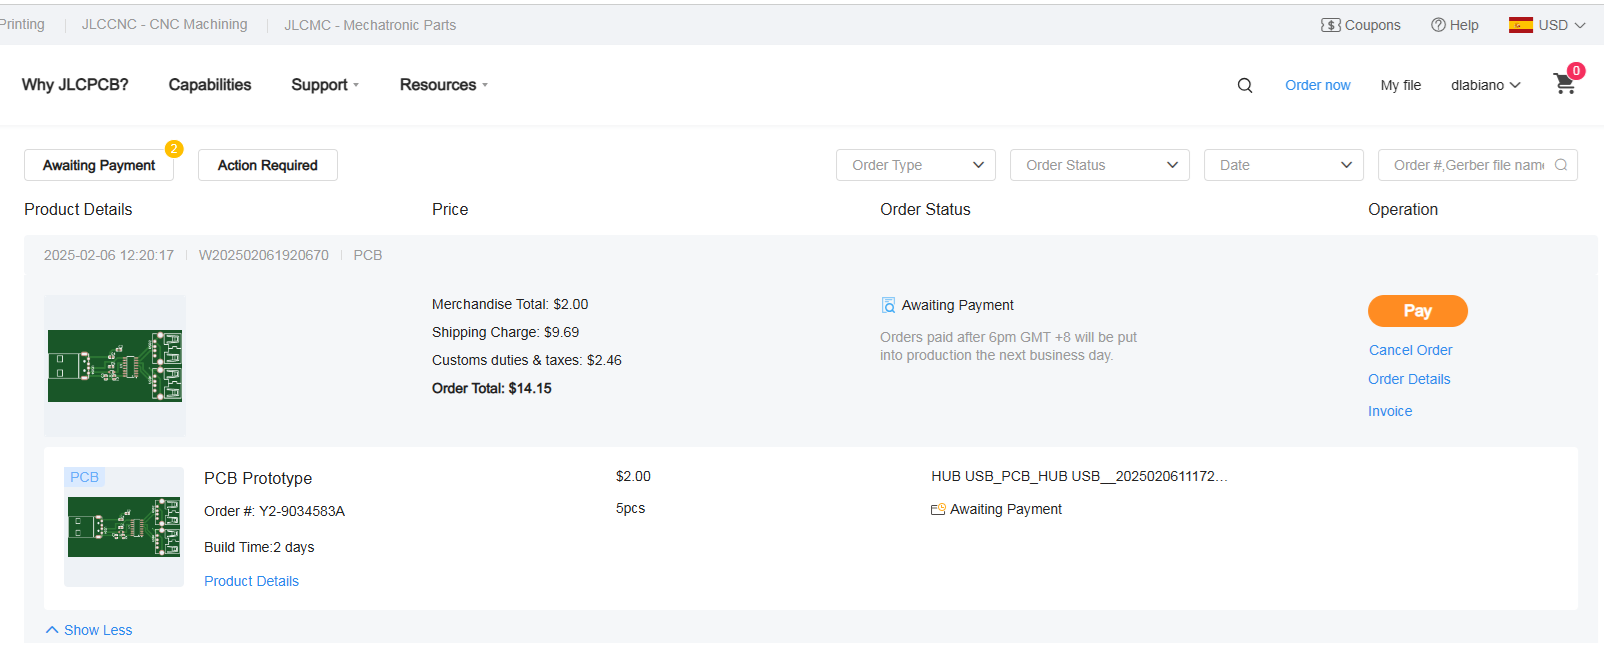 Printing JLCCNC - CNC Machining JLCMC - Mechatronic Parts Coupons Help USD
Why JLCPCB? Capabilities Support Resources Order now My file dlabiano 0
Awaiting Payment 2 Action Required Order Type Order Status Date Order #,Gerber file name
Product Details Price Order Status Operation
2025-02-06 12:20:17 W202502061920670 PCB
Merchandise Total: $2.00 Awaiting Payment Pay
Shipping Charge: $9.69 Orders paid after 6pm GMT +8 will be put
into production the next business day. Cancel Order
Customs duties & taxes: $2.46 Order Details
Order Total: $14.15 Invoice
PCB PCB Prototype $2.00 HUB USB_PCB_HUB USB__2025020611172…
Order #: Y2-9034583A 5pcs Awaiting Payment
Build Time:2 days
Product Details
Show Less